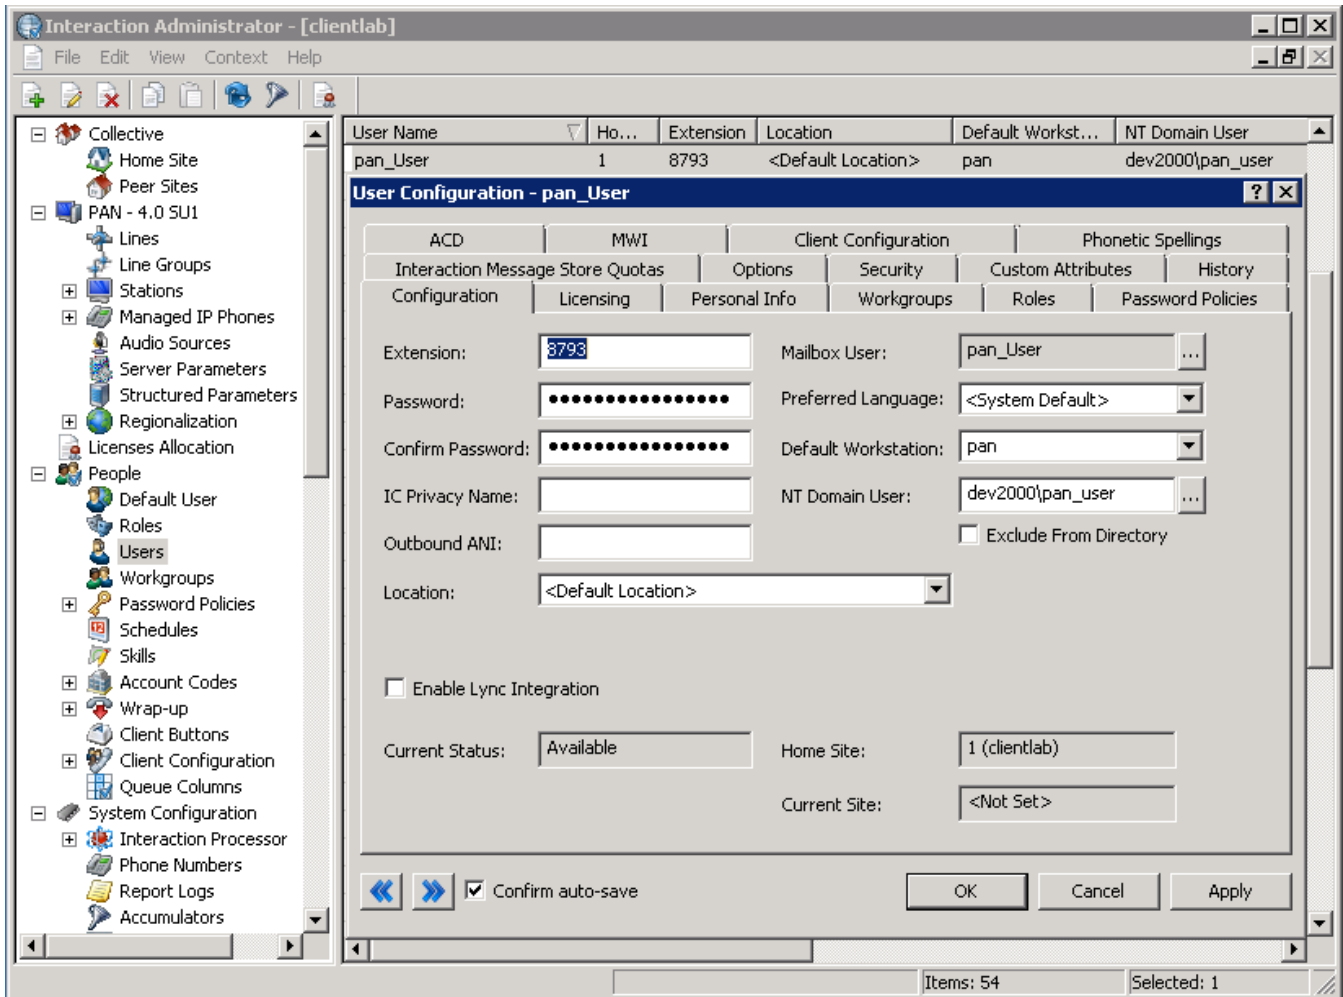 Interaction Administrator - [clientlab]
File Edit View Context Help
Collective
Home Site
Peer Sites
PAN - 4.0 SU1
Lines
Line Groups
Stations
Managed IP Phones
Audio Sources
Server Parameters
Structured Parameters
Regionalization
Licenses Allocation
People
Default User
Roles
Users
Workgroups
Password Policies
Schedules
Skills
Account Codes
Wrap-up
Client Buttons
Client Configuration
Queue Columns
System Configuration
Interaction Processor
Phone Numbers
Report Logs
Accumulators
User Name Ho... Extension Location Default Workst... NT Domain User
pan_User 1 8793 <Default Location> pan dev2000\pan_user
User Configuration - pan_User
ACD MWI Client Configuration Phonetic Spellings
Interaction Message Store Quotas Options Security Custom Attributes History
Configuration Licensing Personal Info Workgroups Roles Password Policies
Extension: 8793 Mailbox User: pan_User ...
Password: •••••••••••••••• Preferred Language: <System Default>
Confirm Password: •••••••••••••••• Default Workstation: pan
IC Privacy Name: NT Domain User: dev2000\pan_user ...
Outbound ANI: Exclude From Directory
Location: <Default Location>
Enable Lync Integration
Current Status: Available Home Site: 1 (clientlab)
Current Site: <Not Set>
Confirm auto-save OK Cancel Apply
Items: 54 Selected: 1